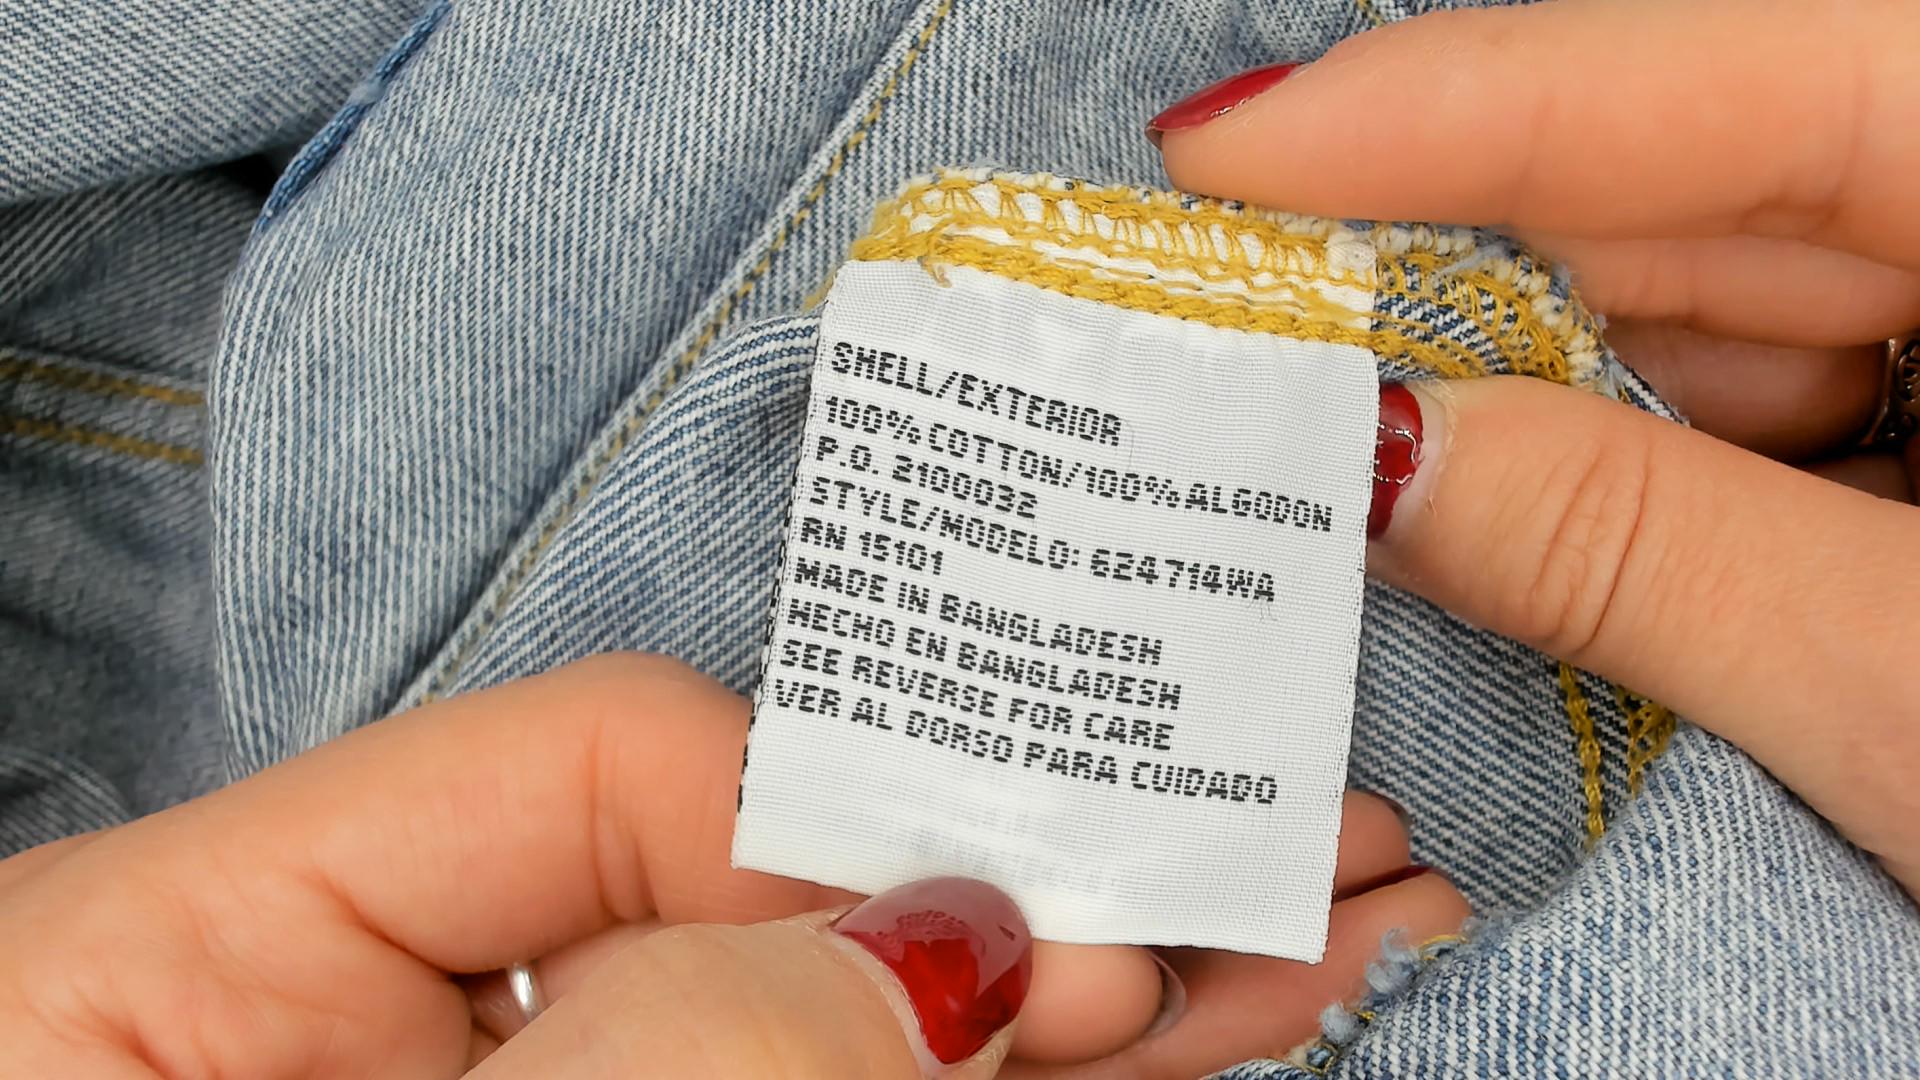 SHELL/EXTERIOR
100% COTTON/100% ALGODON
P.O. 2100032
STYLE/MODELO: 624714WA
RN 15101
MADE IN BANGLADESH
HECHO EN BANGLADESH
SEE REVERSE FOR CARE
VER AL DORSO PARA CUIDADO